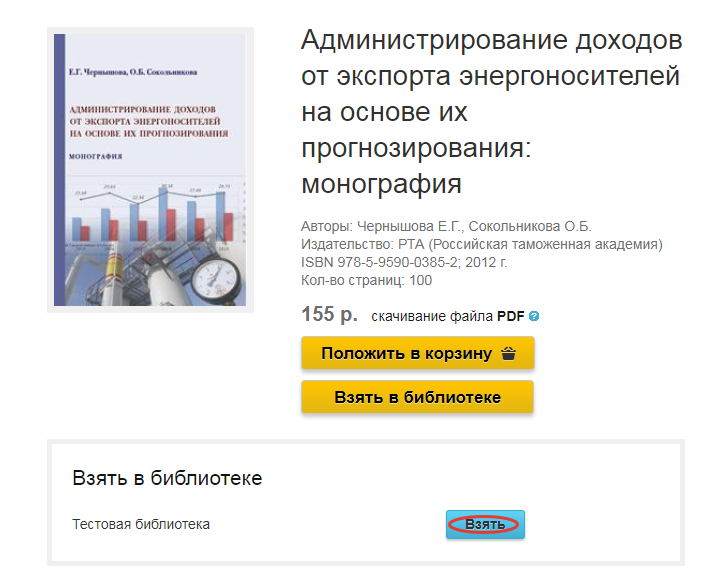 Е.Г. Чернышова, О.Б. Сокольникова
АДМИНИСТРИРОВАНИЕ ДОХОДОВ
ОТ ЭКСПОРТА ЭНЕРГОНОСИТЕЛЕЙ
НА ОСНОВЕ ИХ ПРОГНОЗИРОВАНИЯ
МОНОГРАФИЯ
Администрирование доходов
от экспорта энергоносителей
на основе их
прогнозирования:
монография
Авторы: Чернышова Е.Г., Сокольникова О.Б.
Издательство: РТА (Российская таможенная академия)
ISBN 978-5-9590-0385-2; 2012 г.
Кол-во страниц: 100
155 р. скачивание файла PDF ?
Положить в корзину
Взять в библиотеке
Взять в библиотеке
Тестовая библиотека Взять